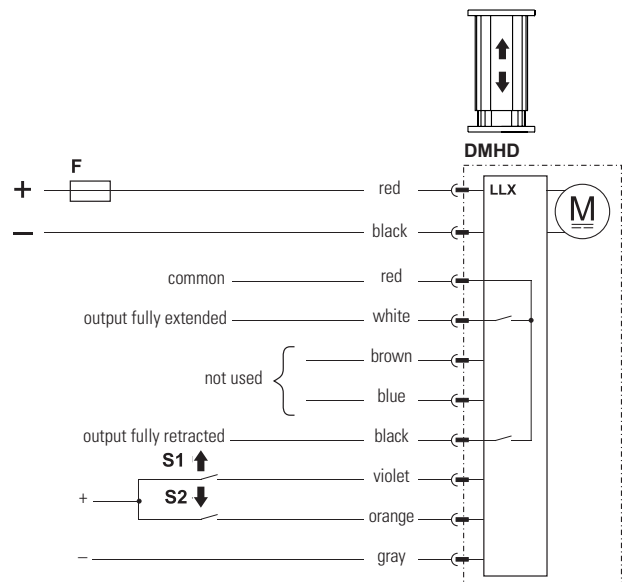 DMHD
F
+ red LLX
M
− black
common red
output fully extended white
brown
not used
blue
output fully retracted black
S1
violet
+ S2
orange
− gray